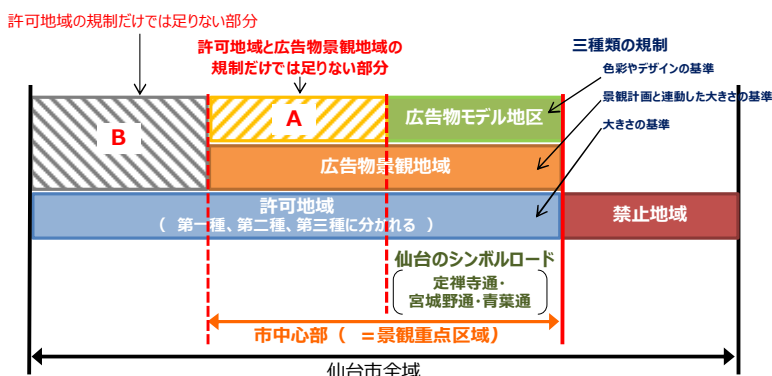 許可地域の規制だけでは足りない部分
許可地域と広告物景観地域の
規制だけでは足りない部分
三種類の規制
色彩やデザインの基準
景観計画と連動した大きさの基準
大きさの基準
B
A
広告物モデル地区
広告物景観地域
許可地域
( 第一種、第二種、第三種に分がれる )
禁止地域
仙台のシンボルロード
定禅寺通・
宮城野通・青葉通
市中心部( =景観重点区域)
仙台市全域